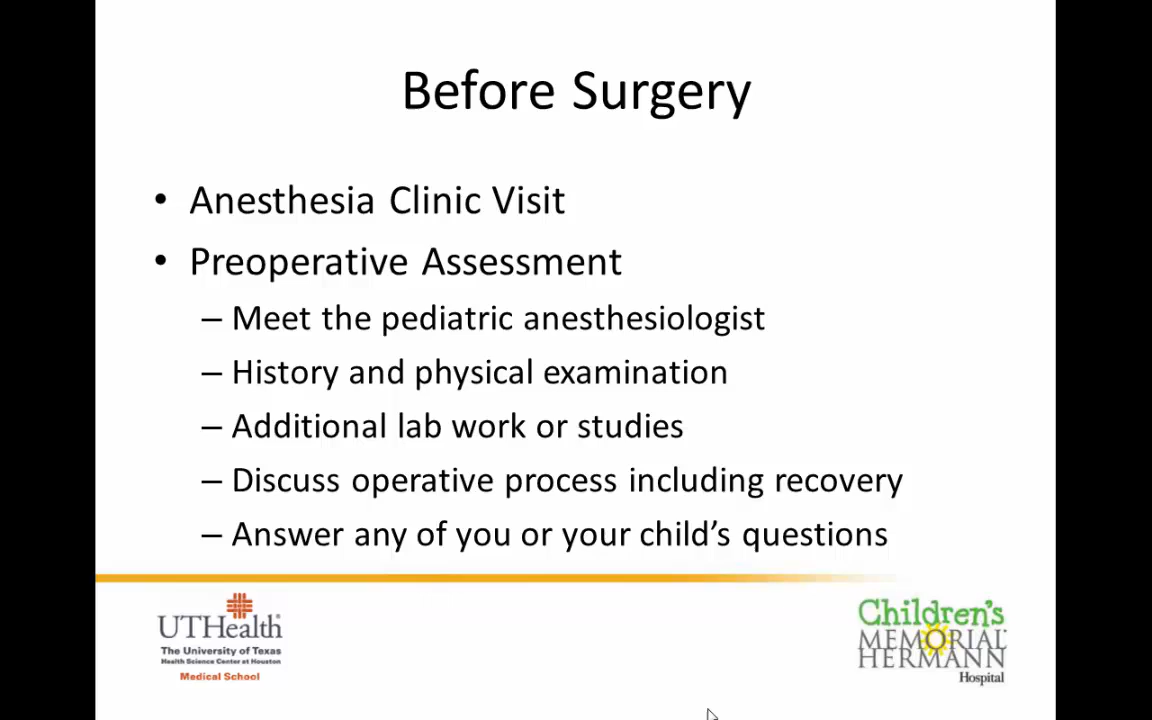 Before Surgery
• Anesthesia Clinic Visit
• Preoperative Assessment
– Meet the pediatric anesthesiologist
– History and physical examination
– Additional lab work or studies
– Discuss operative process including recovery
– Answer any of you or your child’s questions
UTHealth®
The University of Texas
Health Science Center at Houston
Medical School
Children's
MEMORIAL
HERMANN
Hospital